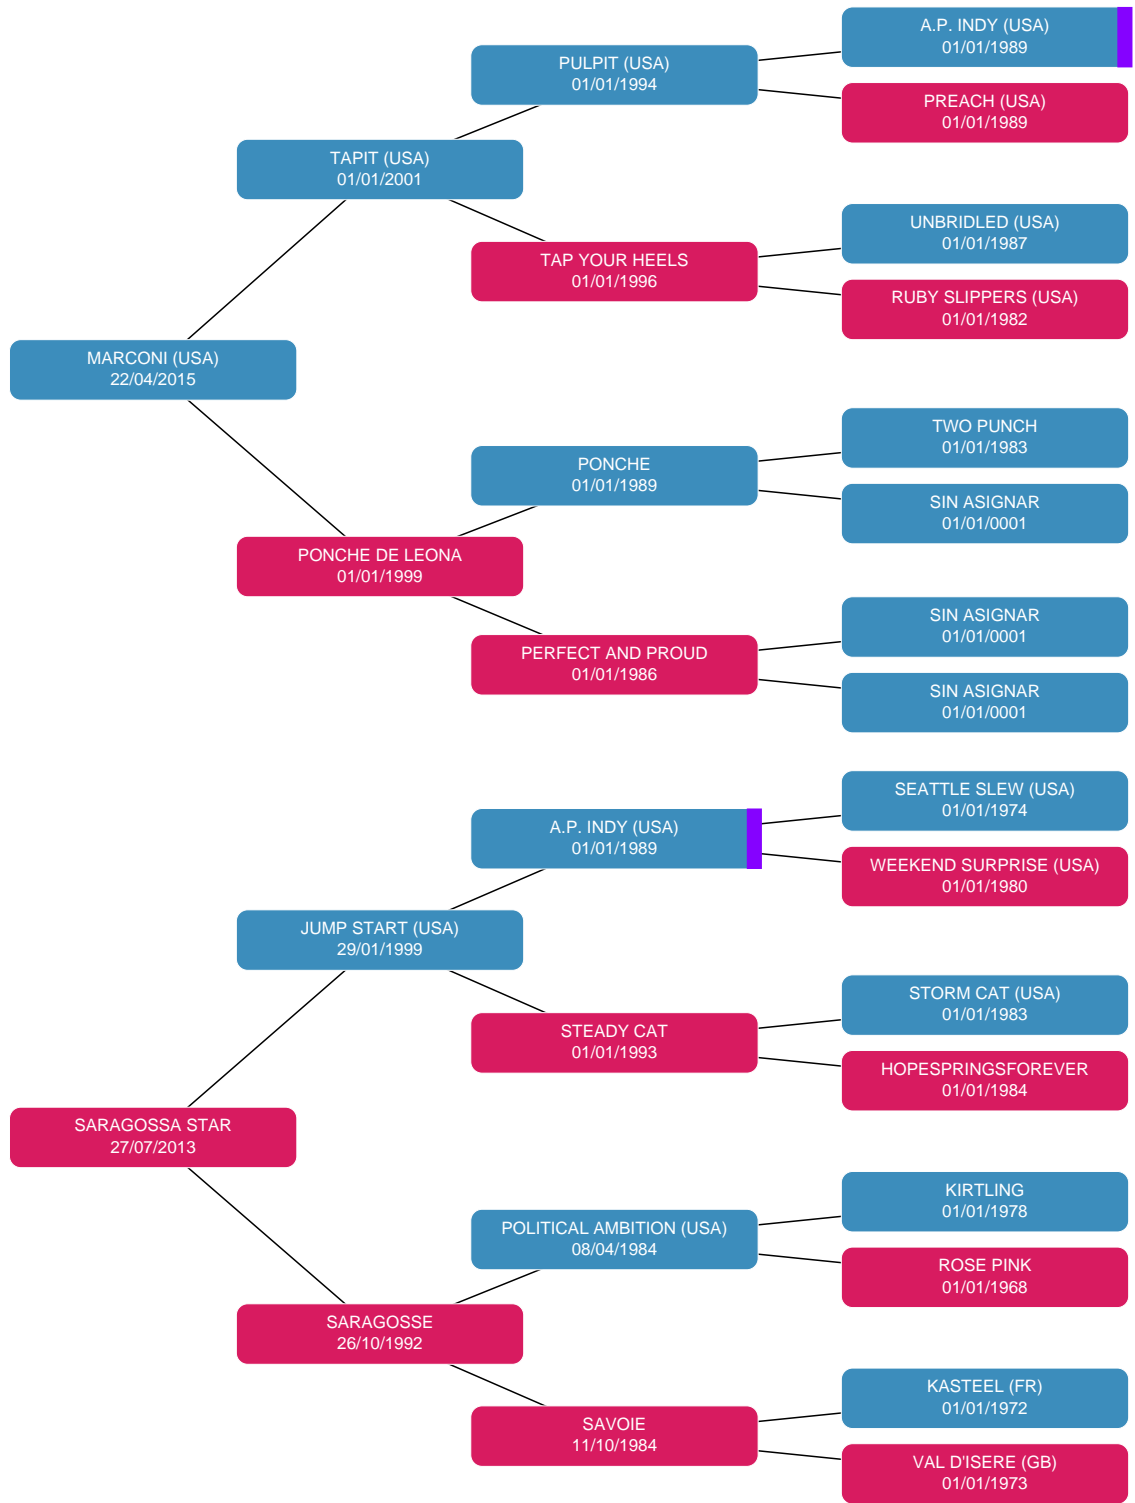 A.P. INDY (USA)
01/01/1989
PULPIT (USA)
01/01/1994
PREACH (USA)
01/01/1989
TAPIT (USA)
01/01/2001
UNBRIDLED (USA)
01/01/1987
TAP YOUR HEELS
01/01/1996
RUBY SLIPPERS (USA)
01/01/1982
MARCONI (USA)
22/04/2015
TWO PUNCH
01/01/1983
PONCHE
01/01/1989
SIN ASIGNAR
01/01/0001
PONCHE DE LEONA
01/01/1999
SIN ASIGNAR
01/01/0001
PERFECT AND PROUD
01/01/1986
SIN ASIGNAR
01/01/0001
SEATTLE SLEW (USA)
01/01/1974
A.P. INDY (USA)
01/01/1989
WEEKEND SURPRISE (USA)
01/01/1980
JUMP START (USA)
29/01/1999
STORM CAT (USA)
01/01/1983
STEADY CAT
01/01/1993
HOPESPRINGSFOREVER
01/01/1984
SARAGOSSA STAR
27/07/2013
KIRTLING
01/01/1978
POLITICAL AMBITION (USA)
08/04/1984
ROSE PINK
01/01/1968
SARAGOSSE
26/10/1992
KASTEEL (FR)
01/01/1972
SAVOIE
11/10/1984
VAL D'ISERE (GB)
01/01/1973